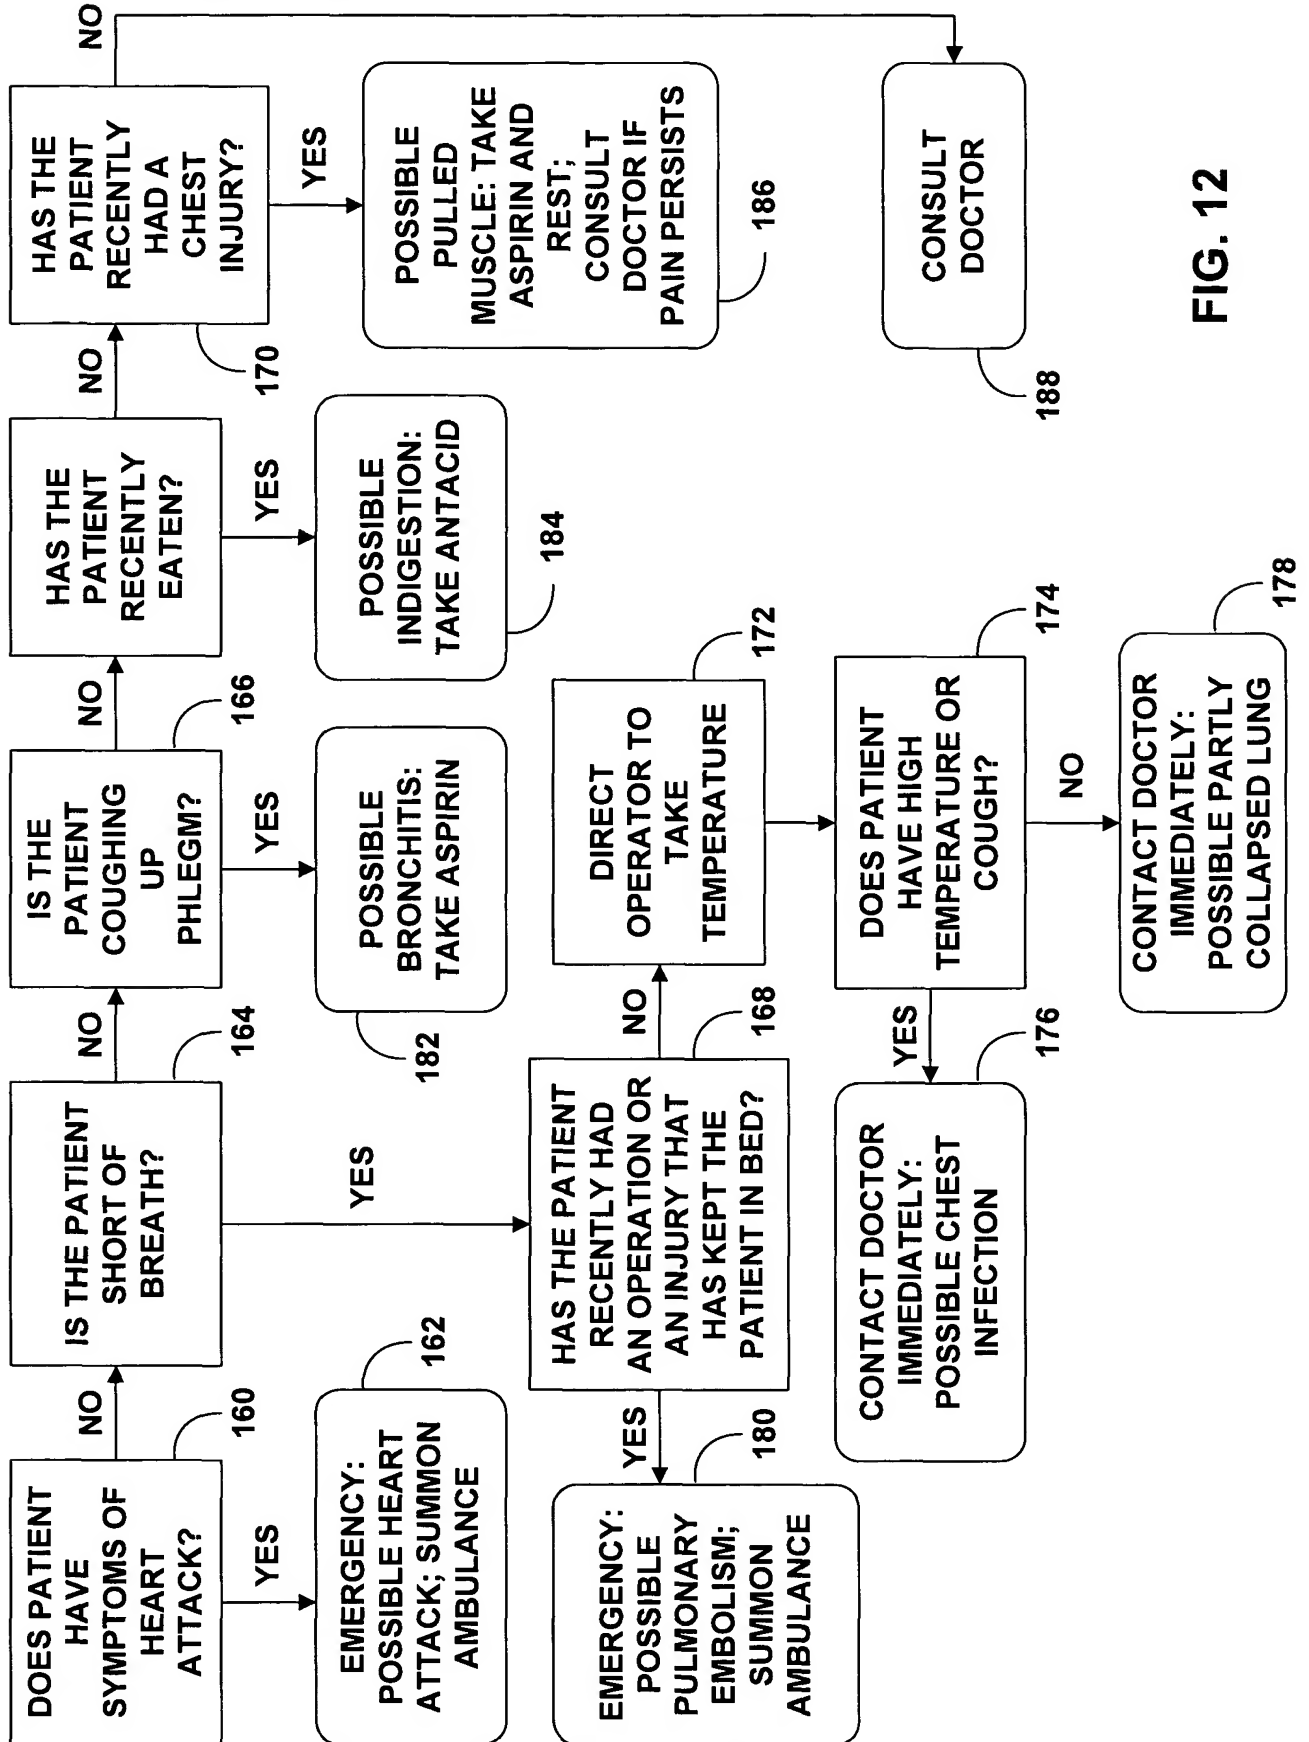 DOES PATIENT
HAVE
SYMPTOMS OF
HEART
ATTACK?
160
NO
YES
EMERGENCY:
POSSIBLE HEART
ATTACK; SUMMON
AMBULANCE
162
IS THE PATIENT
SHORT OF
BREATH?
164
NO
YES
IS THE
PATIENT
COUGHING
UP
PHLEGM?
166
NO
YES
POSSIBLE
BRONCHITIS:
TAKE ASPIRIN
182
HAS THE
PATIENT
RECENTLY
EATEN?
NO
YES
POSSIBLE
INDIGESTION:
TAKE ANTACID
184
HAS THE
PATIENT
RECENTLY
HAD A
CHEST
INJURY?
170
NO
YES
POSSIBLE
PULLED
MUSCLE: TAKE
ASPIRIN AND
REST;
CONSULT
DOCTOR IF
PAIN PERSISTS
186
CONSULT
DOCTOR
188
HAS THE PATIENT
RECENTLY HAD
AN OPERATION OR
AN INJURY THAT
HAS KEPT THE
PATIENT IN BED?
168
YES
NO
EMERGENCY:
POSSIBLE
PULMONARY
EMBOLISM;
SUMMON
AMBULANCE
180
DIRECT
OPERATOR TO
TAKE
TEMPERATURE
172
DOES PATIENT
HAVE HIGH
TEMPERATURE OR
COUGH?
174
YES
NO
CONTACT DOCTOR
IMMEDIATELY:
POSSIBLE CHEST
INFECTION
176
CONTACT DOCTOR
IMMEDIATELY:
POSSIBLE PARTLY
COLLAPSED LUNG
178
FIG. 12